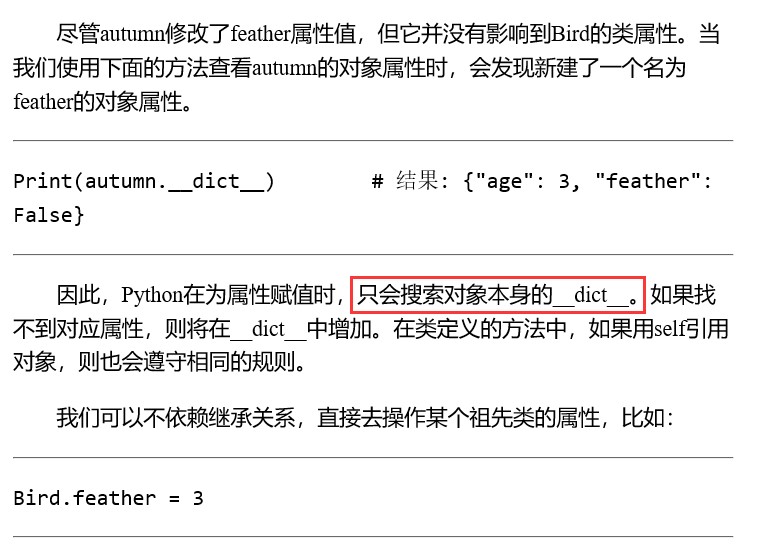 尽管autumn修改了feather属性值，但它并没有影响到Bird的类属性。当
我们使用下面的方法查看autumn的对象属性时，会发现新建了一个名为
feather的对象属性。
Print(autumn.__dict__)        # 结果: {"age": 3, "feather":
False}
因此，Python在为属性赋值时，只会搜索对象本身的__dict__。如果找
不到对应属性，则将在__dict__中增加。在类定义的方法中，如果用self引用
对象，则也会遵守相同的规则。
我们可以不依赖继承关系，直接去操作某个祖先类的属性，比如：
Bird.feather = 3